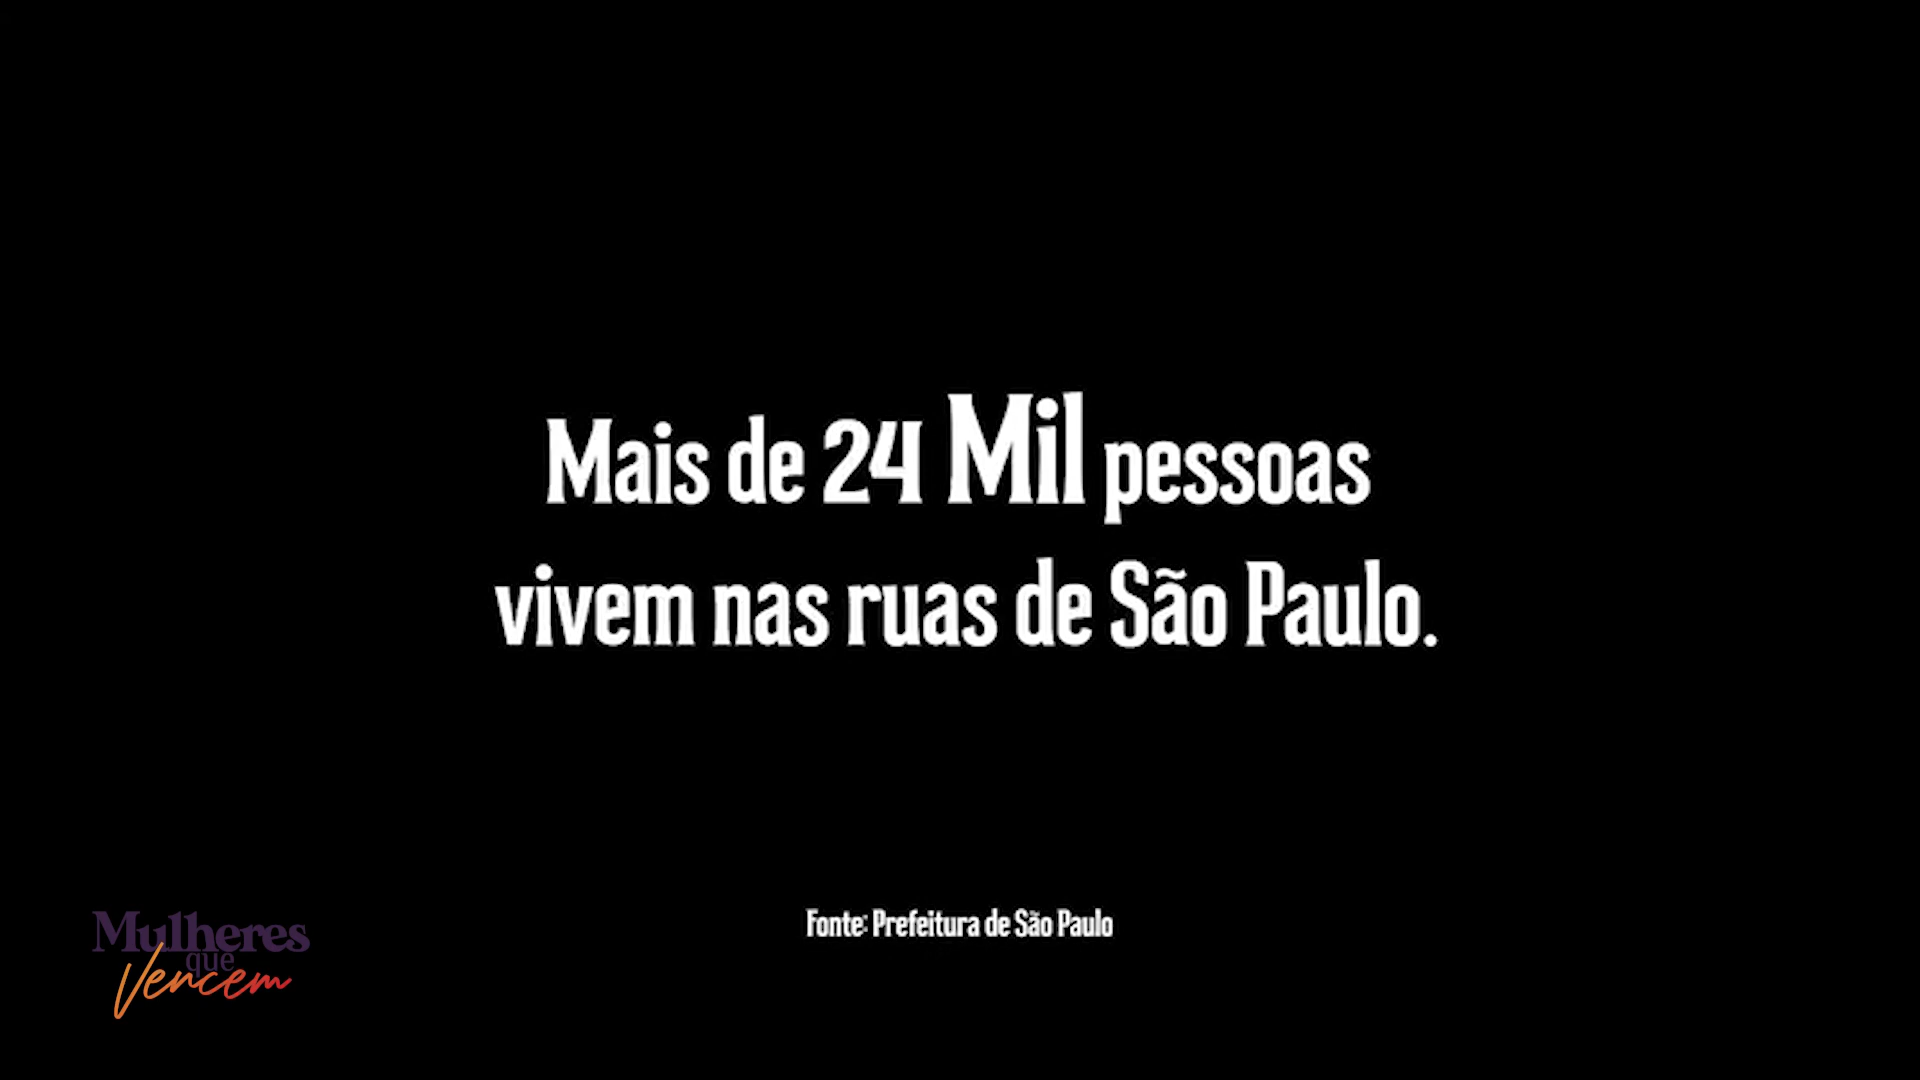 Mais de 24 Mil pessoas
vivem nas ruas de São Paulo.
Fonte: Prefeitura de São Paulo
Mulheres
que
Vencem